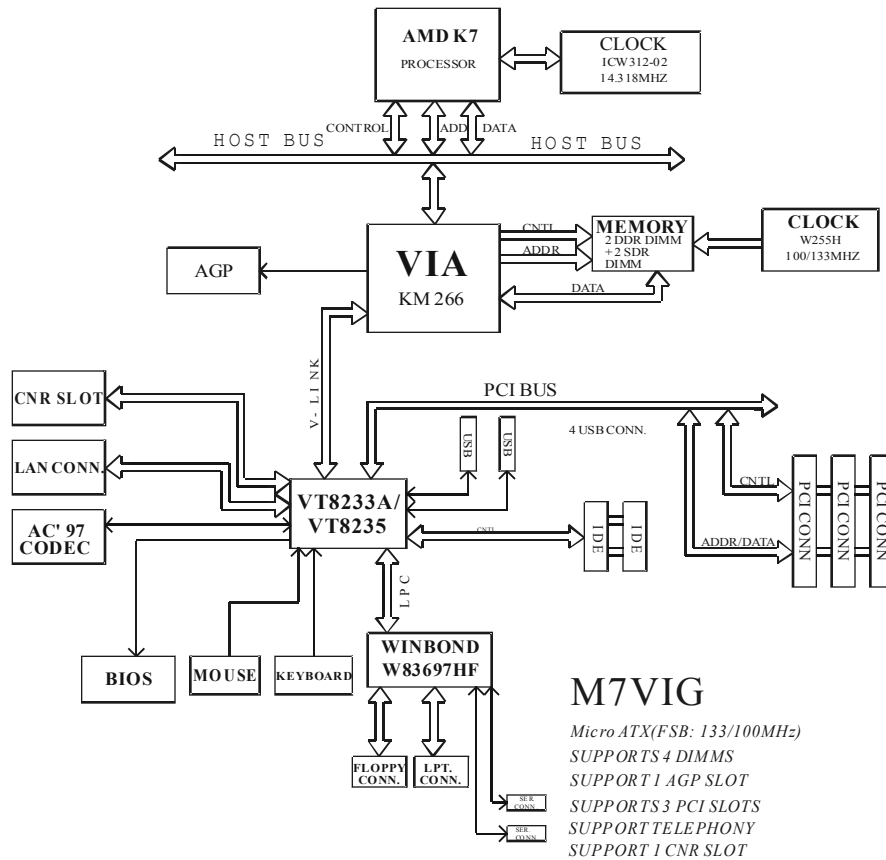 AMD K7
PROCESSOR
CLOCK
ICW312-02
14.318MHZ
CONTROL
ADD
DATA
HOST BUS
HOST BUS
VIA
KM 266
CNTL
ADDR
DATA
MEMORY
2 DDR DIMM
+2 SDR
DIMM
CLOCK
W255H
100/133MHZ
AGP
V- LINK
PCI BUS
4 USB CONN.
CNR SLOT
LAN CONN.
AC' 97
CODEC
VT8233A/
VT8235
USB
USB
CNTL
IDE
IDE
CNTL
ADDR/DATA
PCI CONN
PCI CONN
PCI CONN
LPC
BIOS
MOUSE
KEYBOARD
WINBOND
W83697HF
FLOPPY
CONN.
LPT.
CONN.
SER.
CONN.
SER.
CONN.
M7VIG
Micro ATX(FSB: 133/100MHz)
SUPPORTS 4 DIMMS
SUPPORT 1 AGP SLOT
SUPPORTS 3 PCI SLOTS
SUPPORT TELEPHONY
SUPPORT 1 CNR SLOT